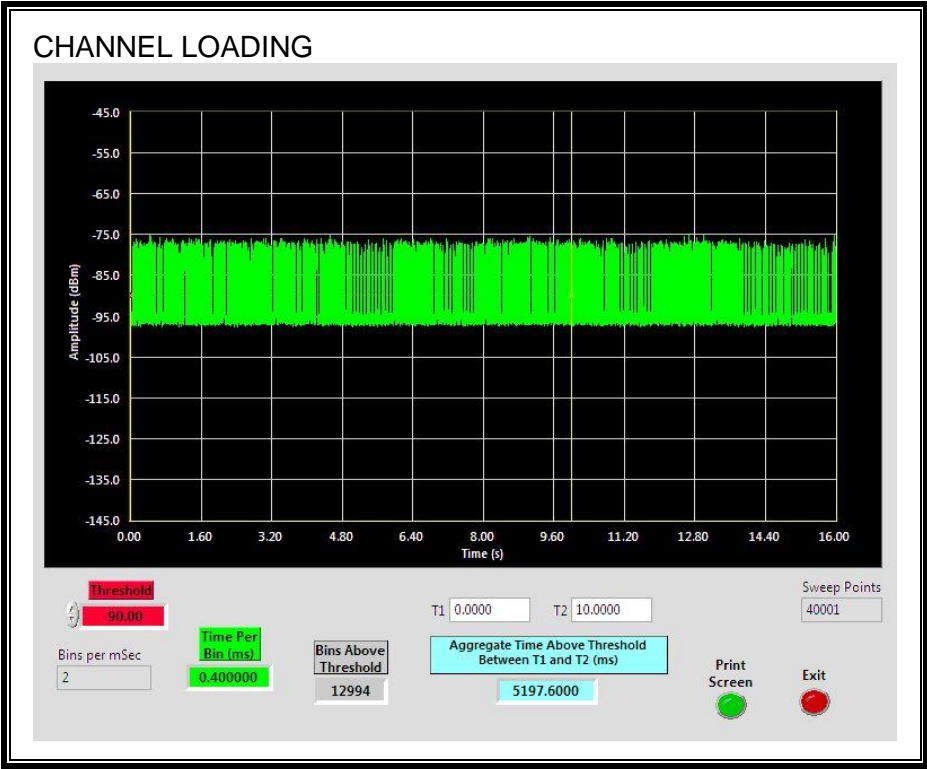 CHANNEL LOADING
-45.0
-55.0
-65.0
-75.0
-85.0
-95.0
-105.0
-115.0
-125.0
-135.0
-145.0
Amplitude (dBm)
0.00 1.60 3.20 4.80 6.40 8.00 9.60 11.20 12.80 14.40 16.00
Time (s)
Threshold
-90.00
Bins per mSec
2
Time Per
Bin (ms)
0.400000
Bins Above
Threshold
12994
T1 0.0000 T2 10.0000
Aggregate Time Above Threshold
Between T1 and T2 (ms)
5197.6000
Sweep Points
40001
Print
Screen
Exit